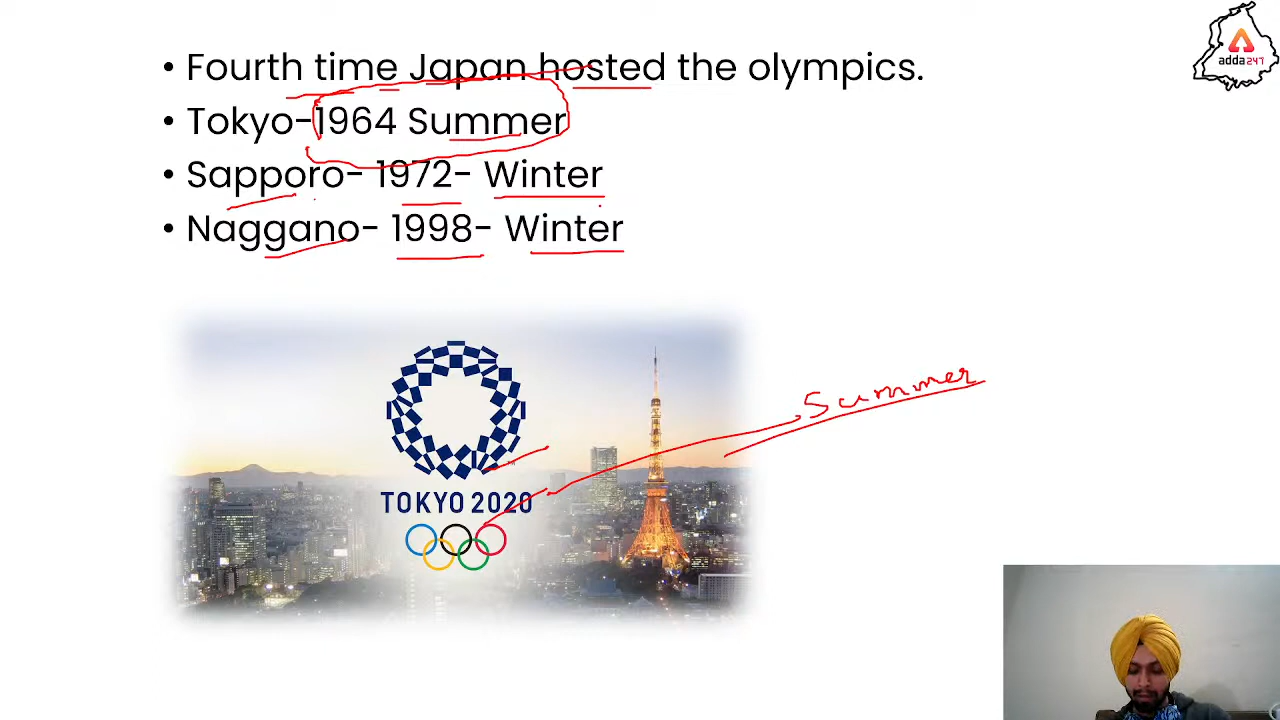 • Fourth time Japan hosted the olympics.
• Tokyo-1964 Summer
• Sapporo- 1972- Winter
• Naggano- 1998- Winter
Summer
TOKYO 2020
adda247